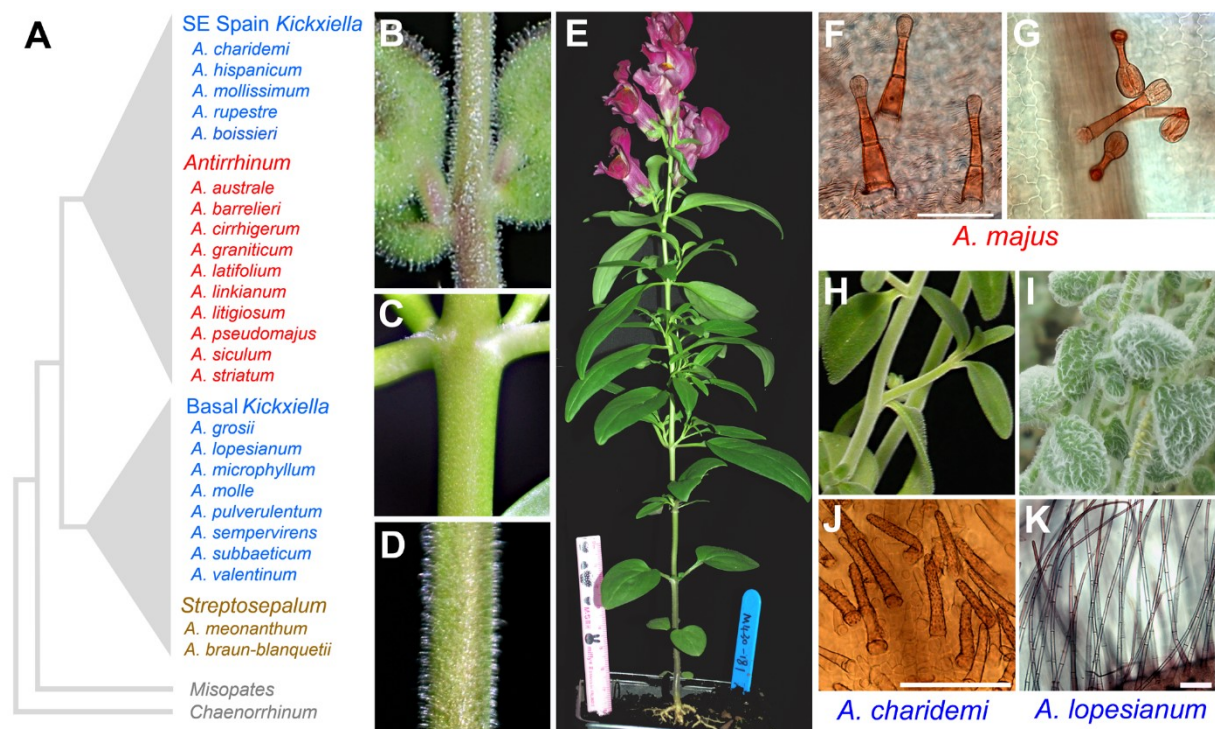 A
SE Spain Kickxiella
A. charidemi
A. hispanicum
A. mollissimum
A. rupestre
A. boissieri
Antirrhinum
A. australe
A. barrelieri
A. cirrhigerum
A. graniticum
A. latifolium
A. linkianum
A. litigiosum
A. pseudomajus
A. siculum
A. striatum
Basal Kickxiella
A. grosii
A. lopesianum
A. microphyllum
A. molle
A. pulverulentum
A. sempervirens
A. subbaeticum
A. valentinum
Streptosepalum
A. meonanthum
A. braun-blanquetii
Misopates
Chaenorrhinum
B
C
D
E
F
G
A. majus
H
I
J
K
A. charidemi
A. lopesianum